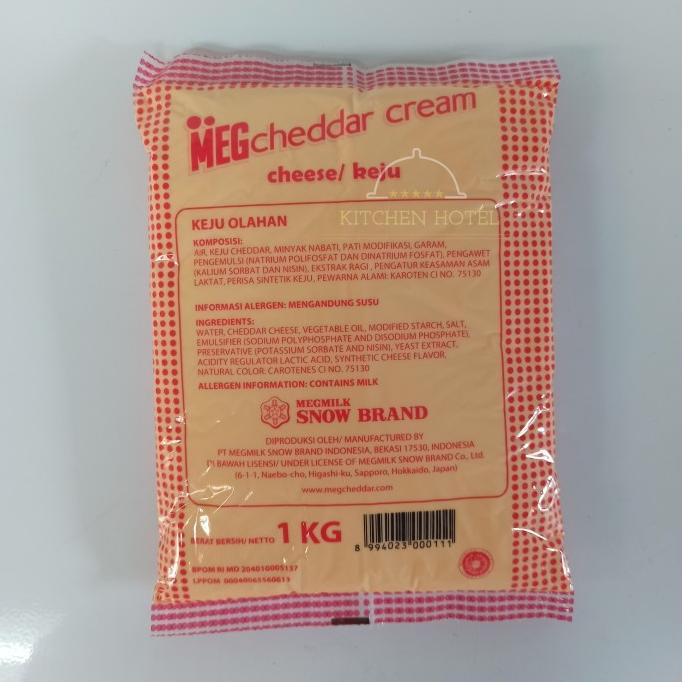 MEGcheddar cream
cheese/ keju
KITCHEN HOTEL
KEJU OLAHAN
KOMPOSISI:
AIR, KEJU CHEDDAR, MINYAK NABATI, PATI MODIFIKASI, GARAM,
PENGEMULSI (NATRIUM POLIFOSFAT DAN DINATRIUM FOSFAT), PENGAWET
(KALIUM SORBAT DAN NISIN), EKSTRAK RAGI , PENGATUR KEASAMAN ASAM
LAKTAT, PERISA SINTETIK KEJU, PEWARNA ALAMI: KAROTEN CI NO. 75130
INFORMASI ALERGEN: MENGANDUNG SUSU
INGREDIENTS:
WATER, CHEDDAR CHEESE, VEGETABLE OIL, MODIFIED STARCH, SALT,
EMULSIFIER (SODIUM POLYPHOSPHATE AND DISODIUM PHOSPHATE),
PRESERVATIVE (POTASSIUM SORBATE AND NISIN), YEAST EXTRACT,
ACIDITY REGULATOR LACTIC ACID, SYNTHETIC CHEESE FLAVOR,
NATURAL COLOR: CAROTENES CI NO. 75130
ALLERGEN INFORMATION: CONTAINS MILK
MEGMILK
SNOW BRAND
DIPRODUKSI OLEH/ MANUFACTURED BY
PT MEGMILK SNOW BRAND INDONESIA, BEKASI 17530, INDONESIA
DI BAWAH LISENSI/ UNDER LICENSE OF MEGMILK SNOW BRAND Co., Ltd.
(6-1-1, Naebo-cho, Higashi-ku, Sapporo, Hokkaido, Japan)
www.megcheddar.com
BERAT BERSIH/ NETTO 1 KG
8 994023 000111
BPOM RI MD 204010005137
LPPOM 00040065560613